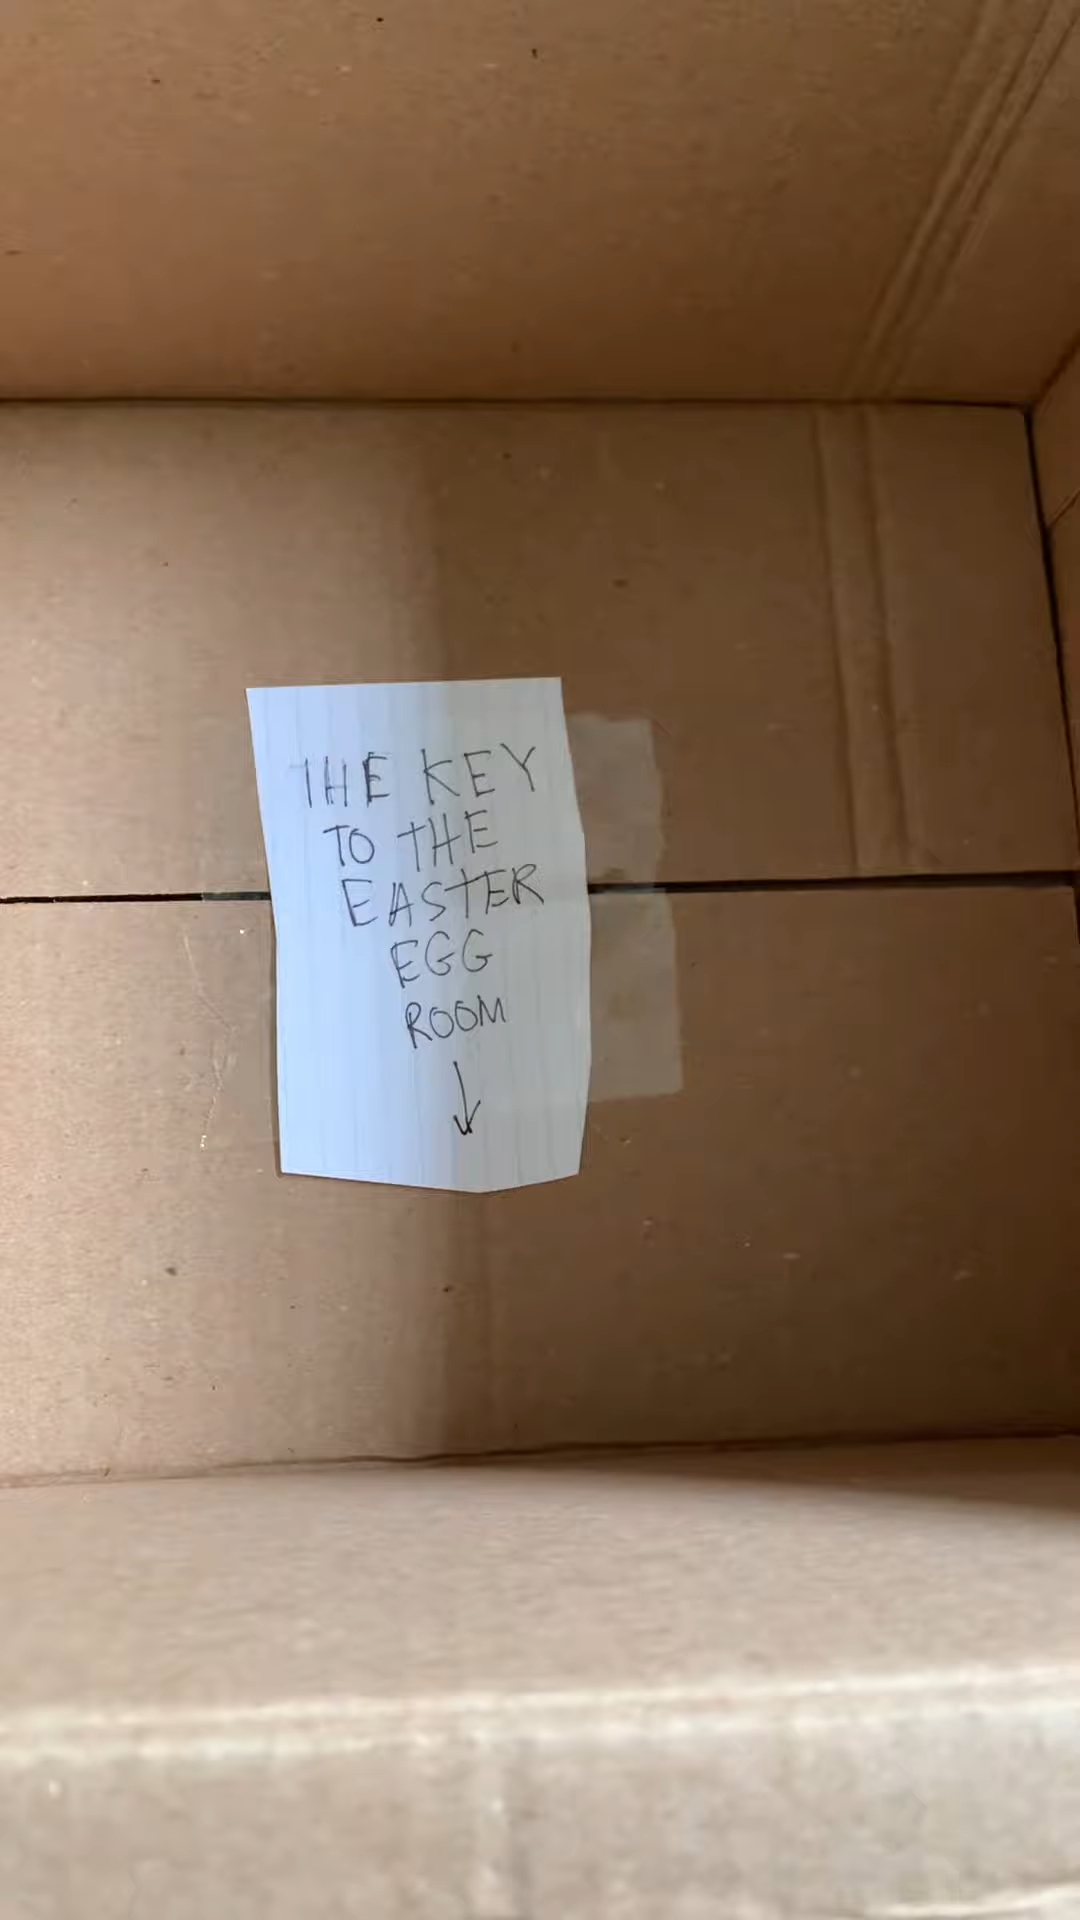 THE KEY
TO THE
EASTER
EGG
ROOM
↓